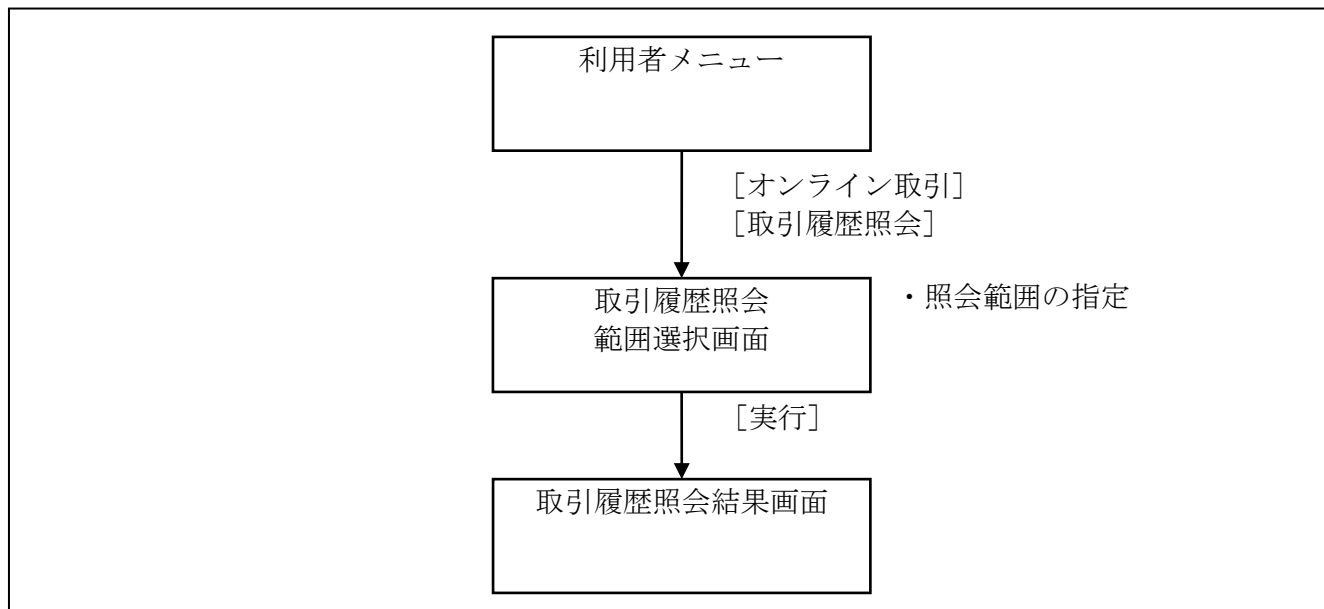 利用者メニュー
［オンライン取引］
［取引履歴照会］
取引履歴照会
範囲選択画面
・照会範囲の指定
［実行］
取引履歴照会結果画面